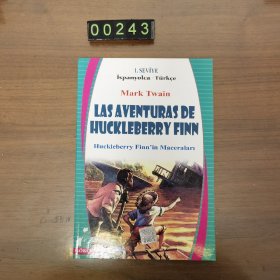 00243
1. SEVİYE
İspanyolca Türkçe
Mark Twain
LAS AVENTURAS DE
HUCKLEBERRY FINN
Huckleberry Finn'in Maceraları